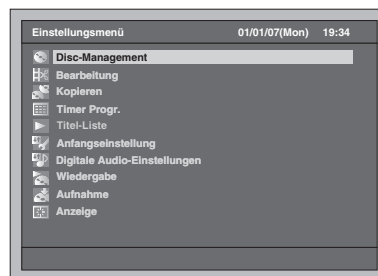 Einstellungsmenü 01/01/07(Mon) 19:34
Disc-Management
Bearbeitung
Kopieren
Timer Progr.
Titel-Liste
Anfangseinstellung
Digitale Audio-Einstellungen
Wiedergabe
Aufnahme
Anzeige